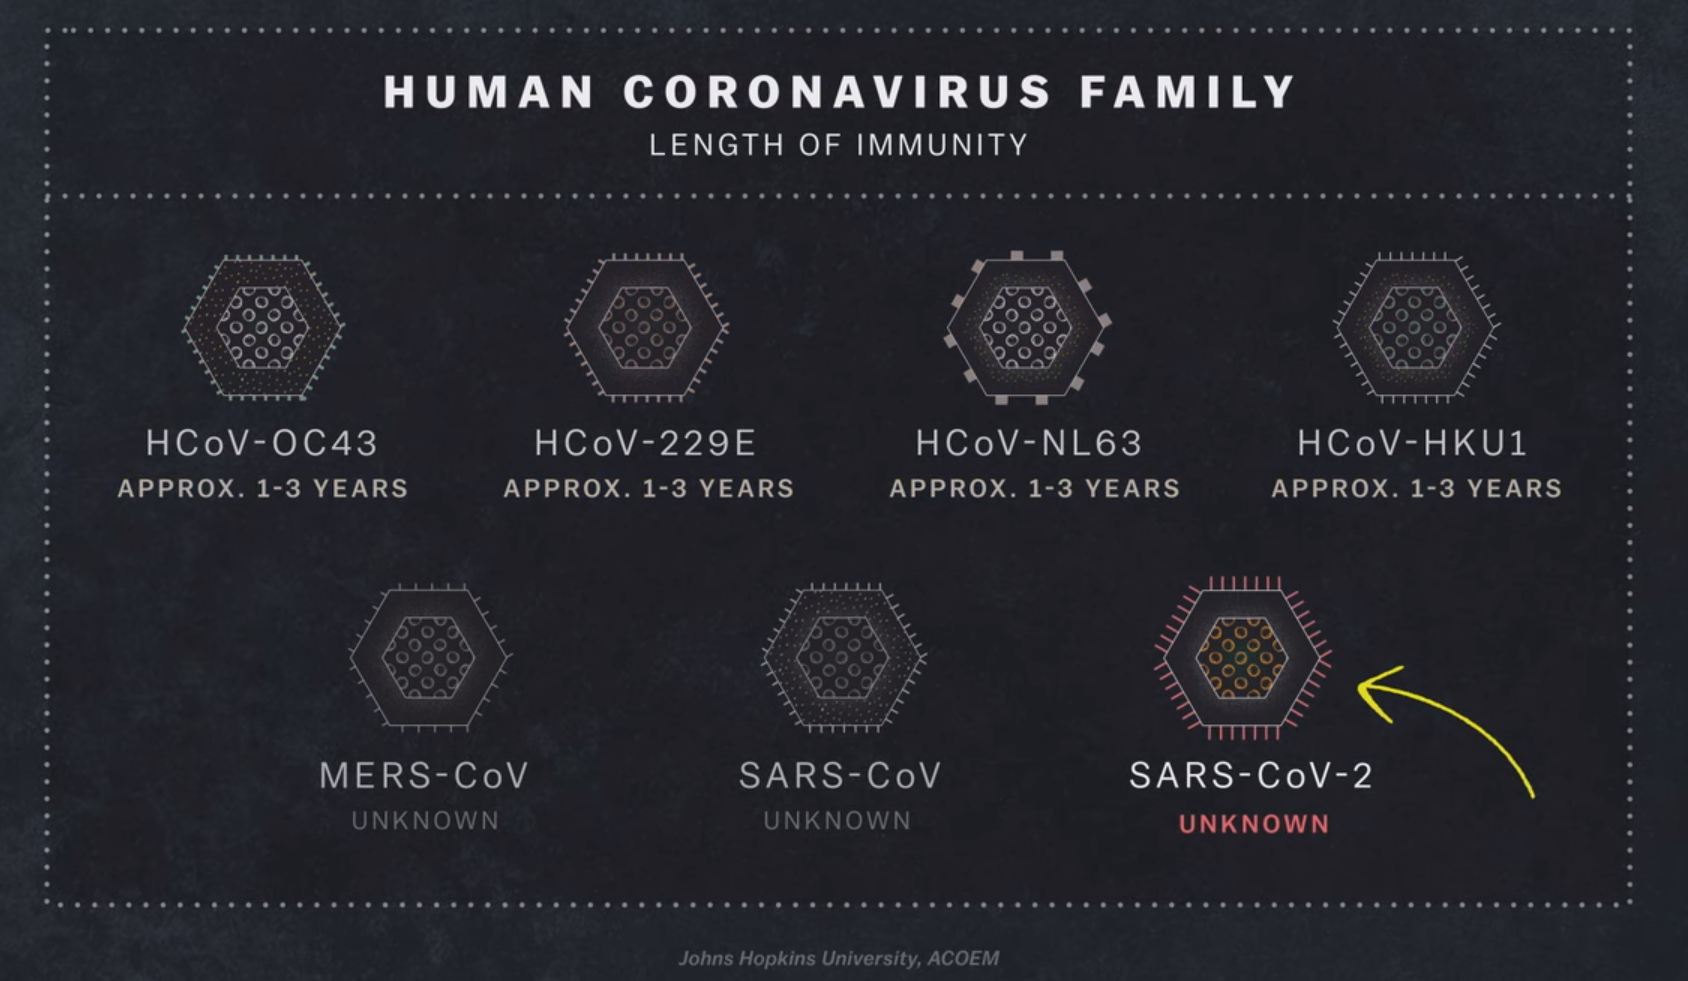 HUMAN CORONAVIRUS FAMILY
LENGTH OF IMMUNITY
HCoV-OC43
APPROX. 1-3 YEARS
HCoV-229E
APPROX. 1-3 YEARS
HCoV-NL63
APPROX. 1-3 YEARS
HCoV-HKU1
APPROX. 1-3 YEARS
MERS-CoV
UNKNOWN
SARS-CoV
UNKNOWN
SARS-CoV-2
UNKNOWN
Johns Hopkins University, ACOEM